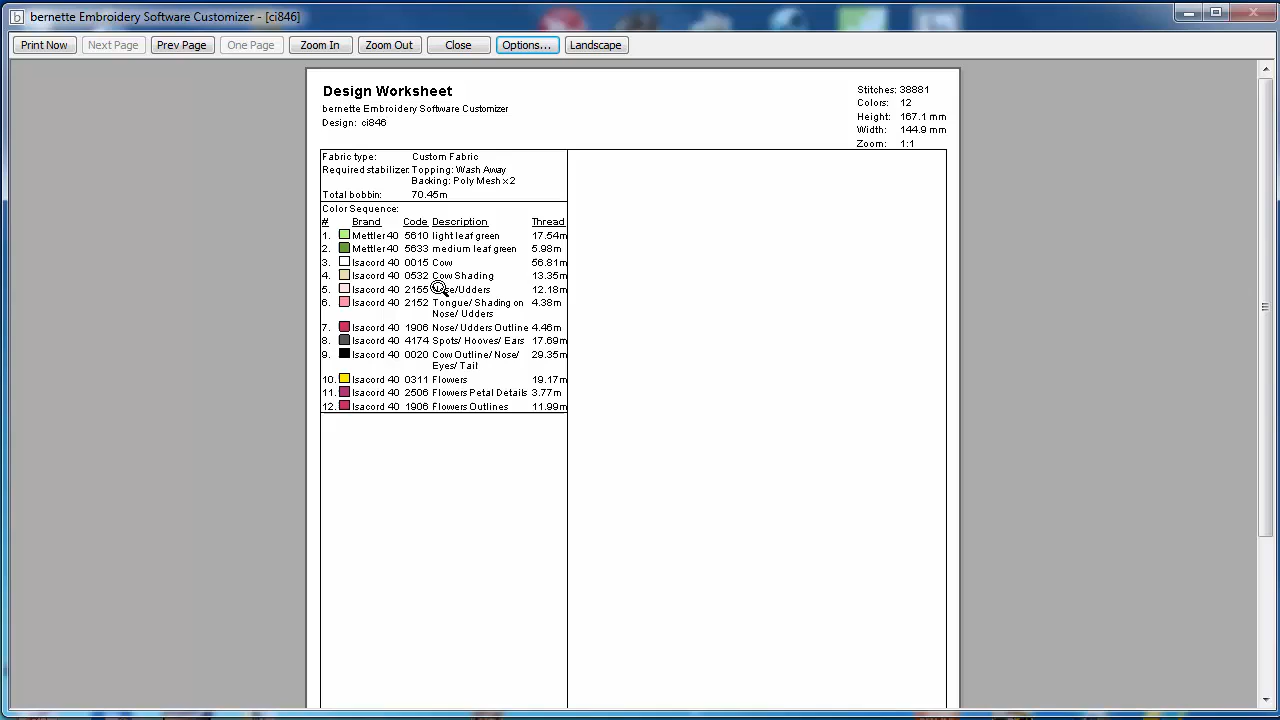 bernette Embroidery Software Customizer - [ci846]
Print Now Next Page Prev Page One Page Zoom In Zoom Out Close Options... Landscape
Design Worksheet
bernette Embroidery Software Customizer
Design: ci846
Stitches: 38881
Colors: 12
Height: 167.1 mm
Width: 144.9 mm
Zoom: 1:1
Fabric type: Custom Fabric
Required stabilizer: Topping: Wash Away
Backing: Poly Mesh x 2
Total bobbin: 70.45m
Color Sequence:
# Brand Code Description Thread
1. Mettler 40 5610 light leaf green 17.54m
2. Mettler 40 5633 medium leaf green 5.98m
3. Isacord 40 0015 Cow 56.81m
4. Isacord 40 0532 Cow Shading 13.35m
5. Isacord 40 2155 /Udders 12.18m
6. Isacord 40 2152 Tongue/ Shading on 4.38m
Nose/ Udders
7. Isacord 40 1906 Nose/ Udders Outline 4.46m
8. Isacord 40 4174 Spots/ Hooves/ Ears 17.69m
9. Isacord 40 0020 Cow Outline/ Nose/ 29.35m
Eyes/ Tail
10. Isacord 40 0311 Flowers 19.17m
11. Isacord 40 2506 Flowers Petal Details 3.77m
12. Isacord 40 1906 Flowers Outlines 11.99m